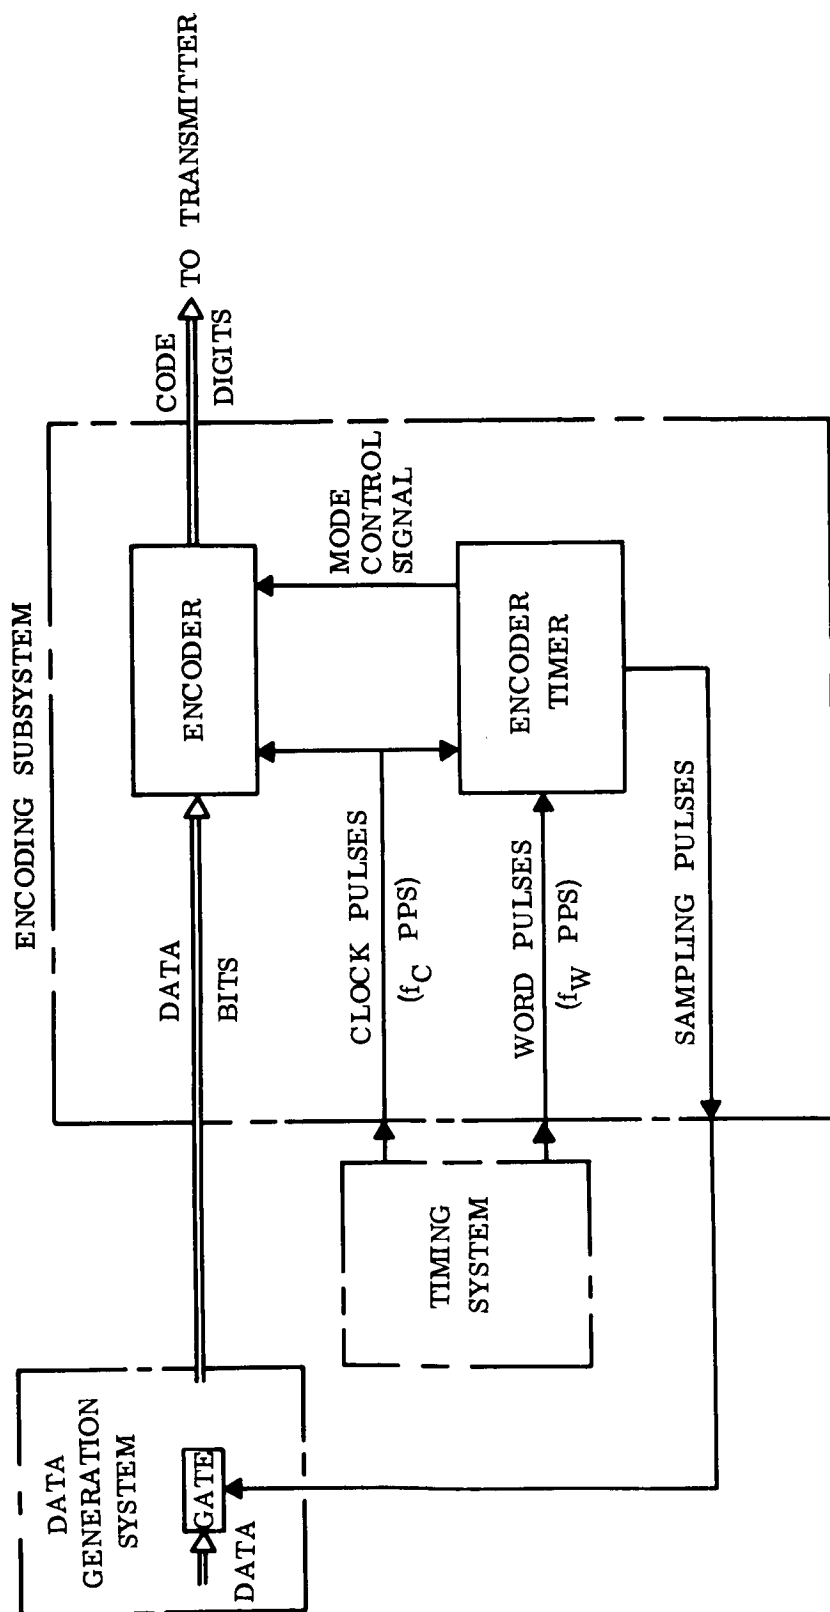 ENCODING SUBSYSTEM
DATA
GENERATION
SYSTEM
GATE
DATA
DATA
BITS
ENCODER
CODE
DIGITS
TO TRANSMITTER
TIMING
SYSTEM
CLOCK PULSES
(fC PPS)
MODE
CONTROL
SIGNAL
WORD PULSES
(fW PPS)
ENCODER
TIMER
SAMPLING PULSES